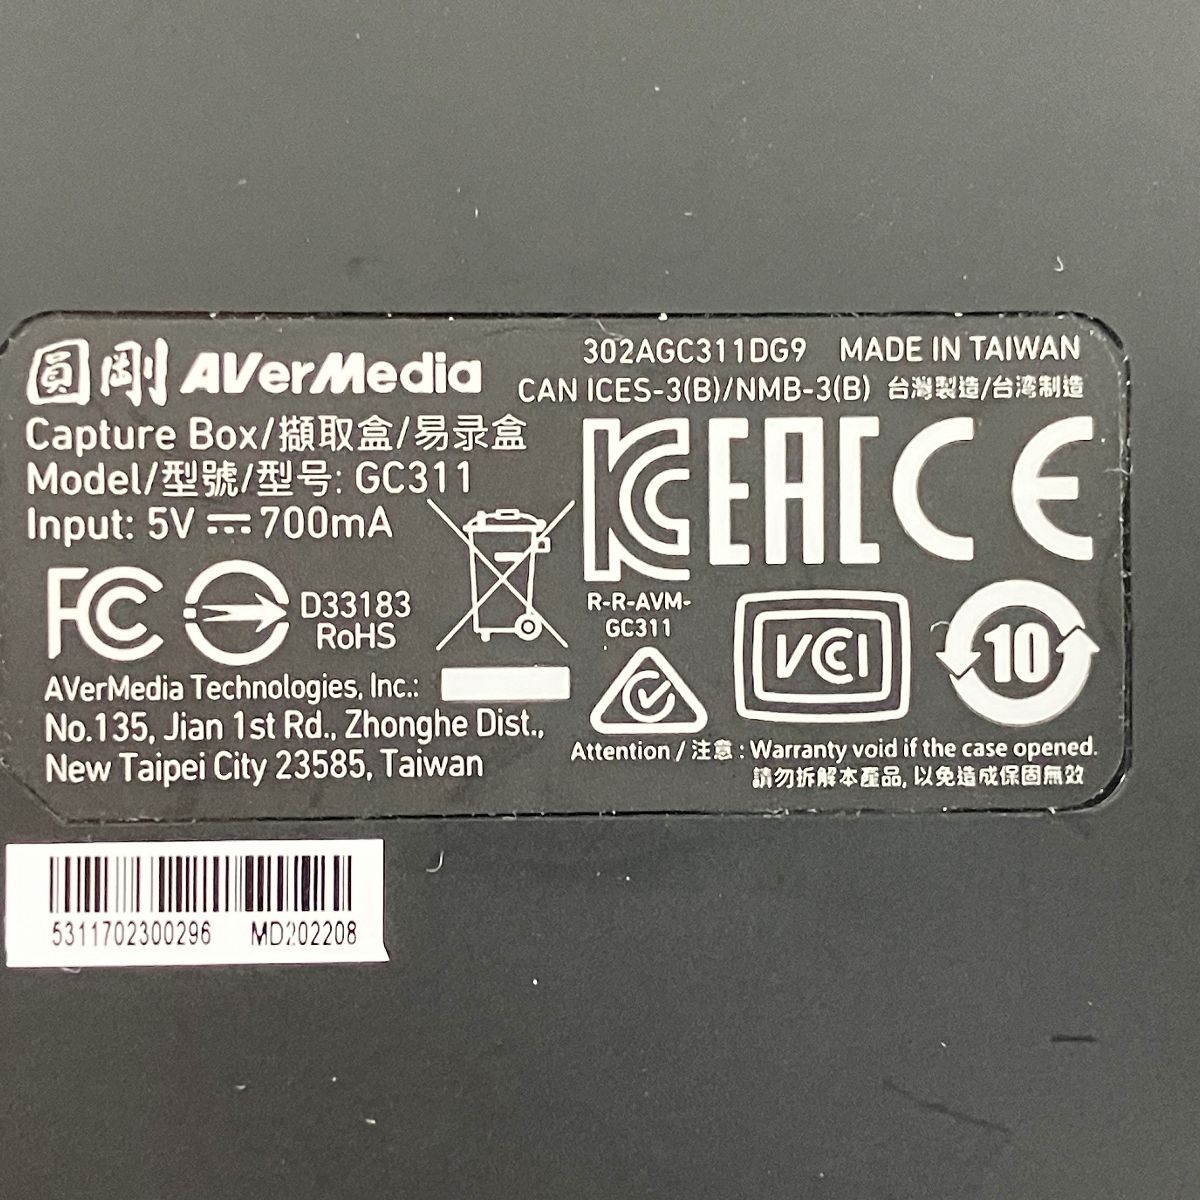 圓剛 AVerMedia
302AGC311DG9 MADE IN TAIWAN
CAN ICES-3(B)/NMB-3(B) 台灣製造/台湾制造
Capture Box/擷取盒/易录盒
Model/型號/型号: GC311
Input: 5V ⎓ 700mA
KC EAC CE
FC D33183
RoHS
R-R-AVM-
GC311
VCCI
10
AVerMedia Technologies, Inc.:
No.135, Jian 1st Rd., Zhonghe Dist.,
New Taipei City 23585, Taiwan
Attention / 注意 : Warranty void if the case opened.
請勿拆解本產品, 以免造成保固無效
5311702300296 MD202208